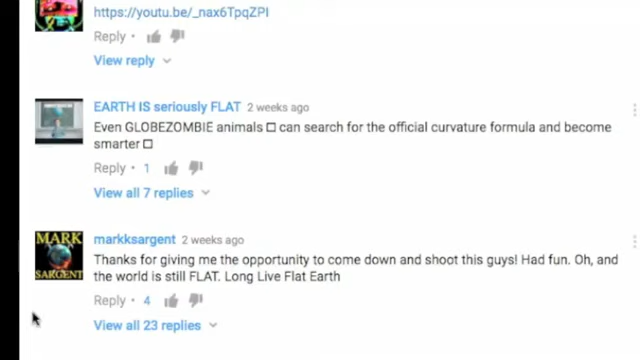 https://youtu.be/_nax6TpqZPI
Reply •
View reply
EARTH IS seriously FLAT 2 weeks ago
Even GLOBEZOMBIE animals □ can search for the official curvature formula and become
smarter □
Reply • 1
View all 7 replies
MARK
SARGENT
markksargent 2 weeks ago
Thanks for giving me the opportunity to come down and shoot this guys! Had fun. Oh, and
the world is still FLAT. Long Live Flat Earth
Reply • 4
View all 23 replies